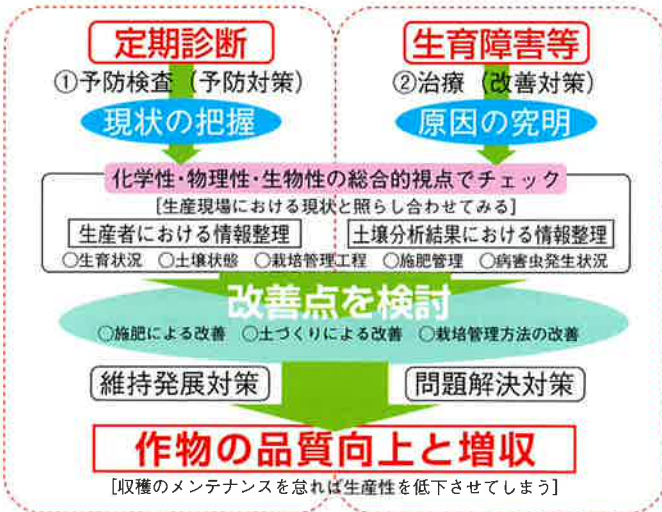 定期診断
生育障害等
①予防検査（予防対策）
②治療（改善対策）
現状の把握
原因の究明
化学性・物理性・生物性の総合的視点でチェック
[生産現場における現状と照らし合わせてみる]
生産者における情報整理
土壌分析結果における情報整理
○生育状況 ○土壌状態 ○栽培管理工程 ○施肥管理 ○病害虫発生状況
改善点を検討
○施肥による改善 ○土づくりによる改善 ○栽培管理方法の改善
維持発展対策
問題解決対策
作物の品質向上と増収
[収穫のメンテナンスを怠れば生産性を低下させてしまう]